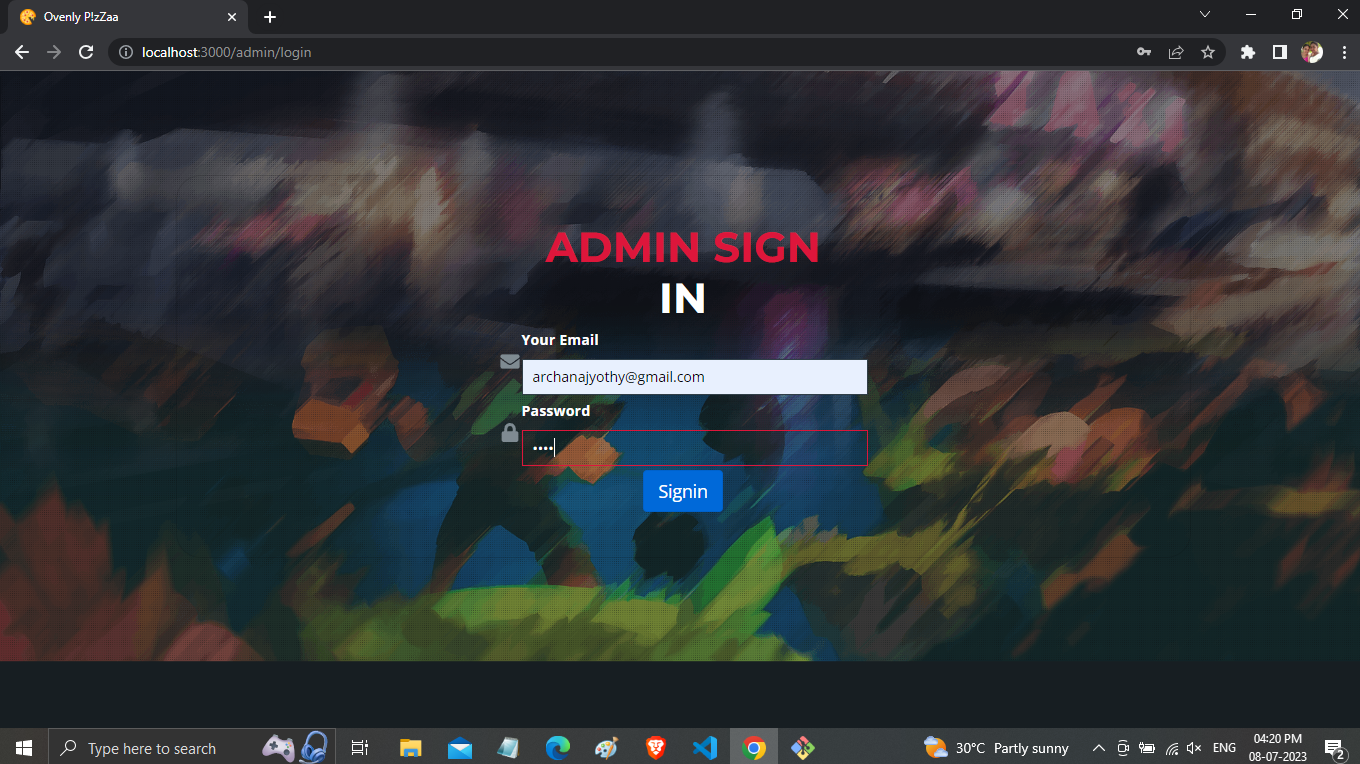 Ovenly P!zZaa
localhost:3000/admin/login
ADMIN SIGN
IN
Your Email
archanajyothy@gmail.com
Password
••••
Signin
Type here to search
30°C Partly sunny
ENG
04:20 PM
08-07-2023
2